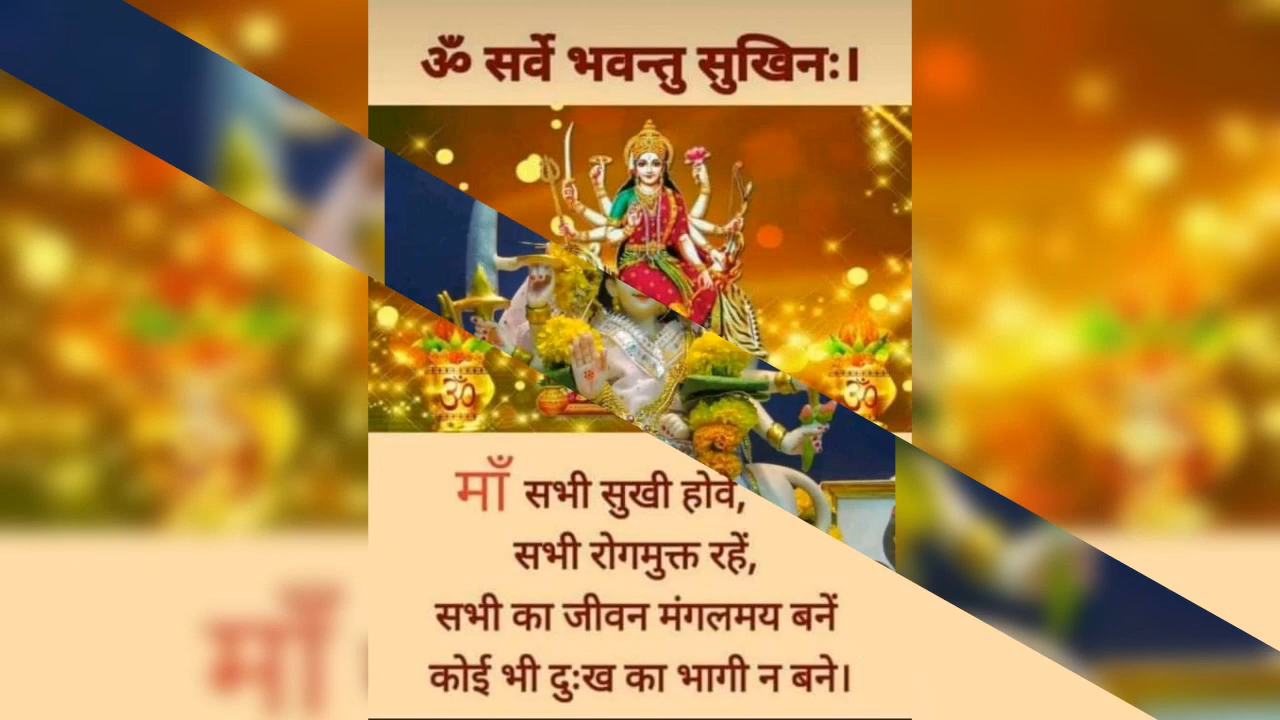 ॐ सर्वे भवन्तु सुखिनः।
ॐ
ॐ
माँ सभी सुखी होवे,
सभी रोगमुक्त रहें,
सभी का जीवन मंगलमय बनें
कोई भी दुःख का भागी न बने।
माँ